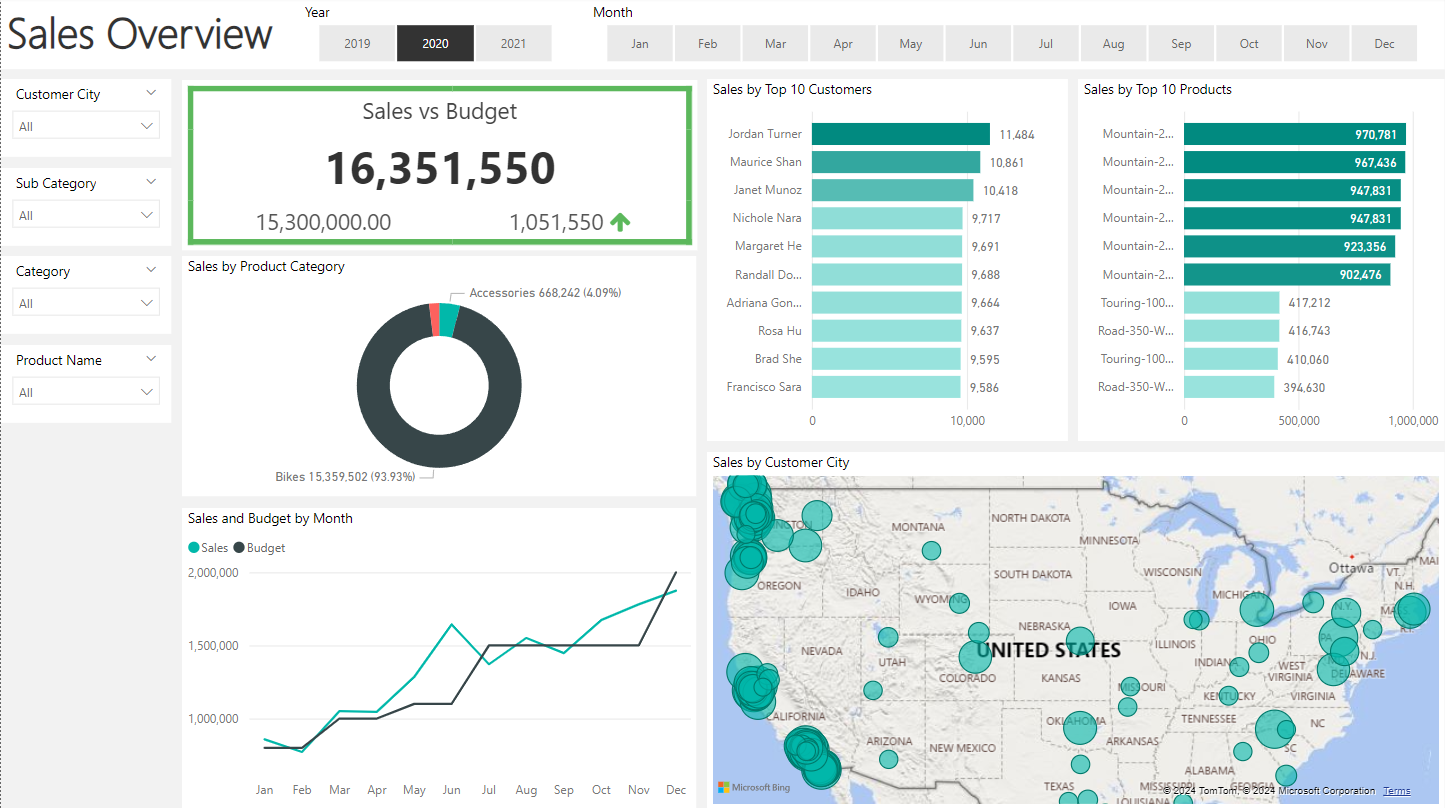 Sales Overview
Year
2019 2020 2021
Month
Jan Feb Mar Apr May Jun Jul Aug Sep Oct Nov Dec
Customer City
All
Sub Category
All
Category
All
Product Name
All
Sales vs Budget
16,351,550
15,300,000.00 1,051,550
Sales by Product Category
Accessories 668,242 (4.09%)
Bikes 15,359,502 (93.93%)
Sales and Budget by Month
Sales Budget
2,000,000
1,500,000
1,000,000
Jan Feb Mar Apr May Jun Jul Aug Sep Oct Nov Dec
Sales by Top 10 Customers
Jordan Turner 11,484
Maurice Shan 10,861
Janet Munoz 10,418
Nichole Nara 9,717
Margaret He 9,691
Randall Do... 9,688
Adriana Gon... 9,664
Rosa Hu 9,637
Brad She 9,595
Francisco Sara 9,586
0 10,000
Sales by Top 10 Products
Mountain-2... 970,781
Mountain-2... 967,436
Mountain-2... 947,831
Mountain-2... 947,831
Mountain-2... 923,356
Mountain-2... 902,476
Touring-100... 417,212
Road-350-W... 416,743
Touring-100... 410,060
Road-350-W... 394,630
0 500,000 1,000,000
Sales by Customer City
NORTH DAKOTA
MONTANA
MINNESOTA
Ottawa
SOUTH DAKOTA
WISCONSIN
VT.
OREGON
N.H.
IDAHO
WYOMING
MICHIGAN
IOWA
N.Y.
MAS
R.I.
NEBRASKA
OHIO
PA
NEVADA
UNITED STATES
ILLINOIS
N.J.
UTAH
INDIANA
COLORADO
KANSAS
WEST
VIRGINIA
DELAWARE
MISSOURI
KENTUCKY
VIRGINIA
CALIFORNIA
OKLAHOMA
TENNESSEE
NC
ARIZONA
NEW MEXICO
ARKANSAS
SC
ALABAMA
TEXAS
MISSISSIPPI
GEORGIA
LOUISIANA
Microsoft Bing
© 2024 TomTom, © 2024 Microsoft Corporation Terms